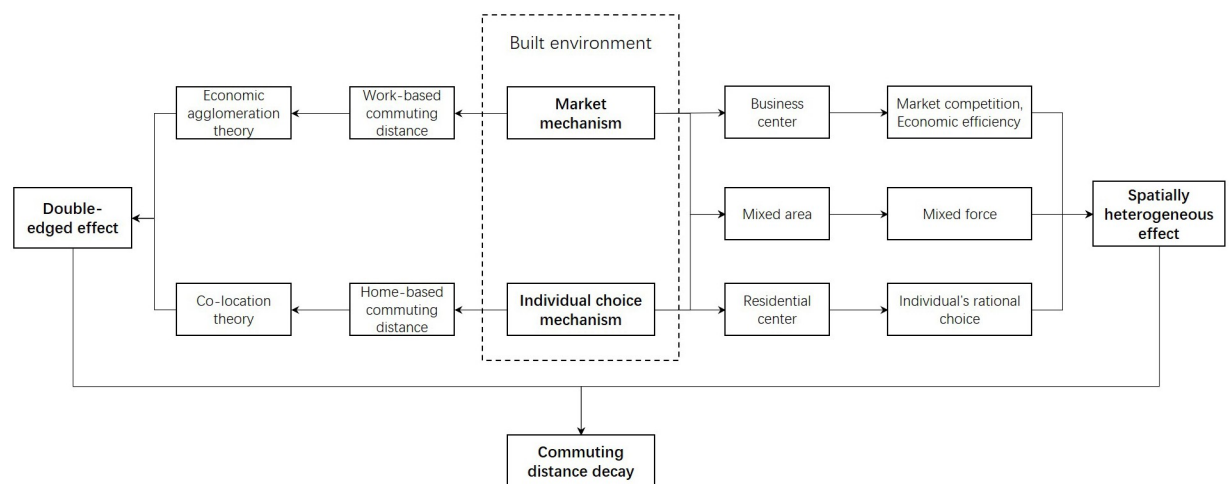 Built environment
Economic
agglomeration
theory
Work-based
commuting
distance
Market
mechanism
Business
center
Market competition,
Economic efficiency
Double-
edged effect
Mixed area
Mixed force
Spatially
heterogeneous
effect
Co-location
theory
Home-based
commuting
distance
Individual choice
mechanism
Residential
center
Individual's rational
choice
Commuting
distance decay